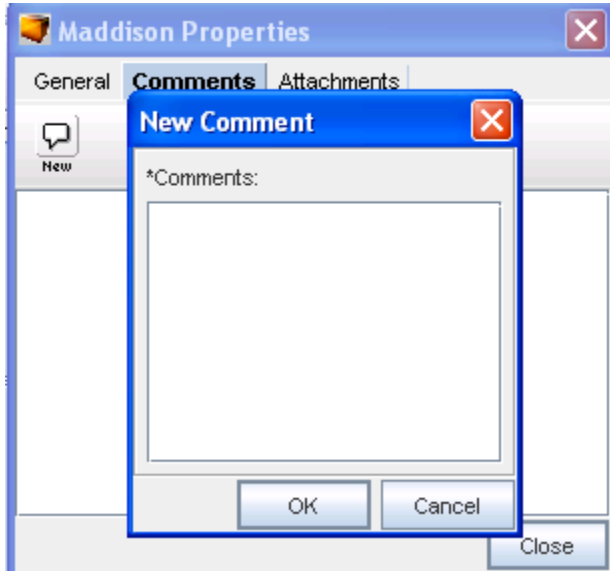 Maddison Properties
General Comments Attachments
New
New Comment
*Comments:
OK Cancel
Close